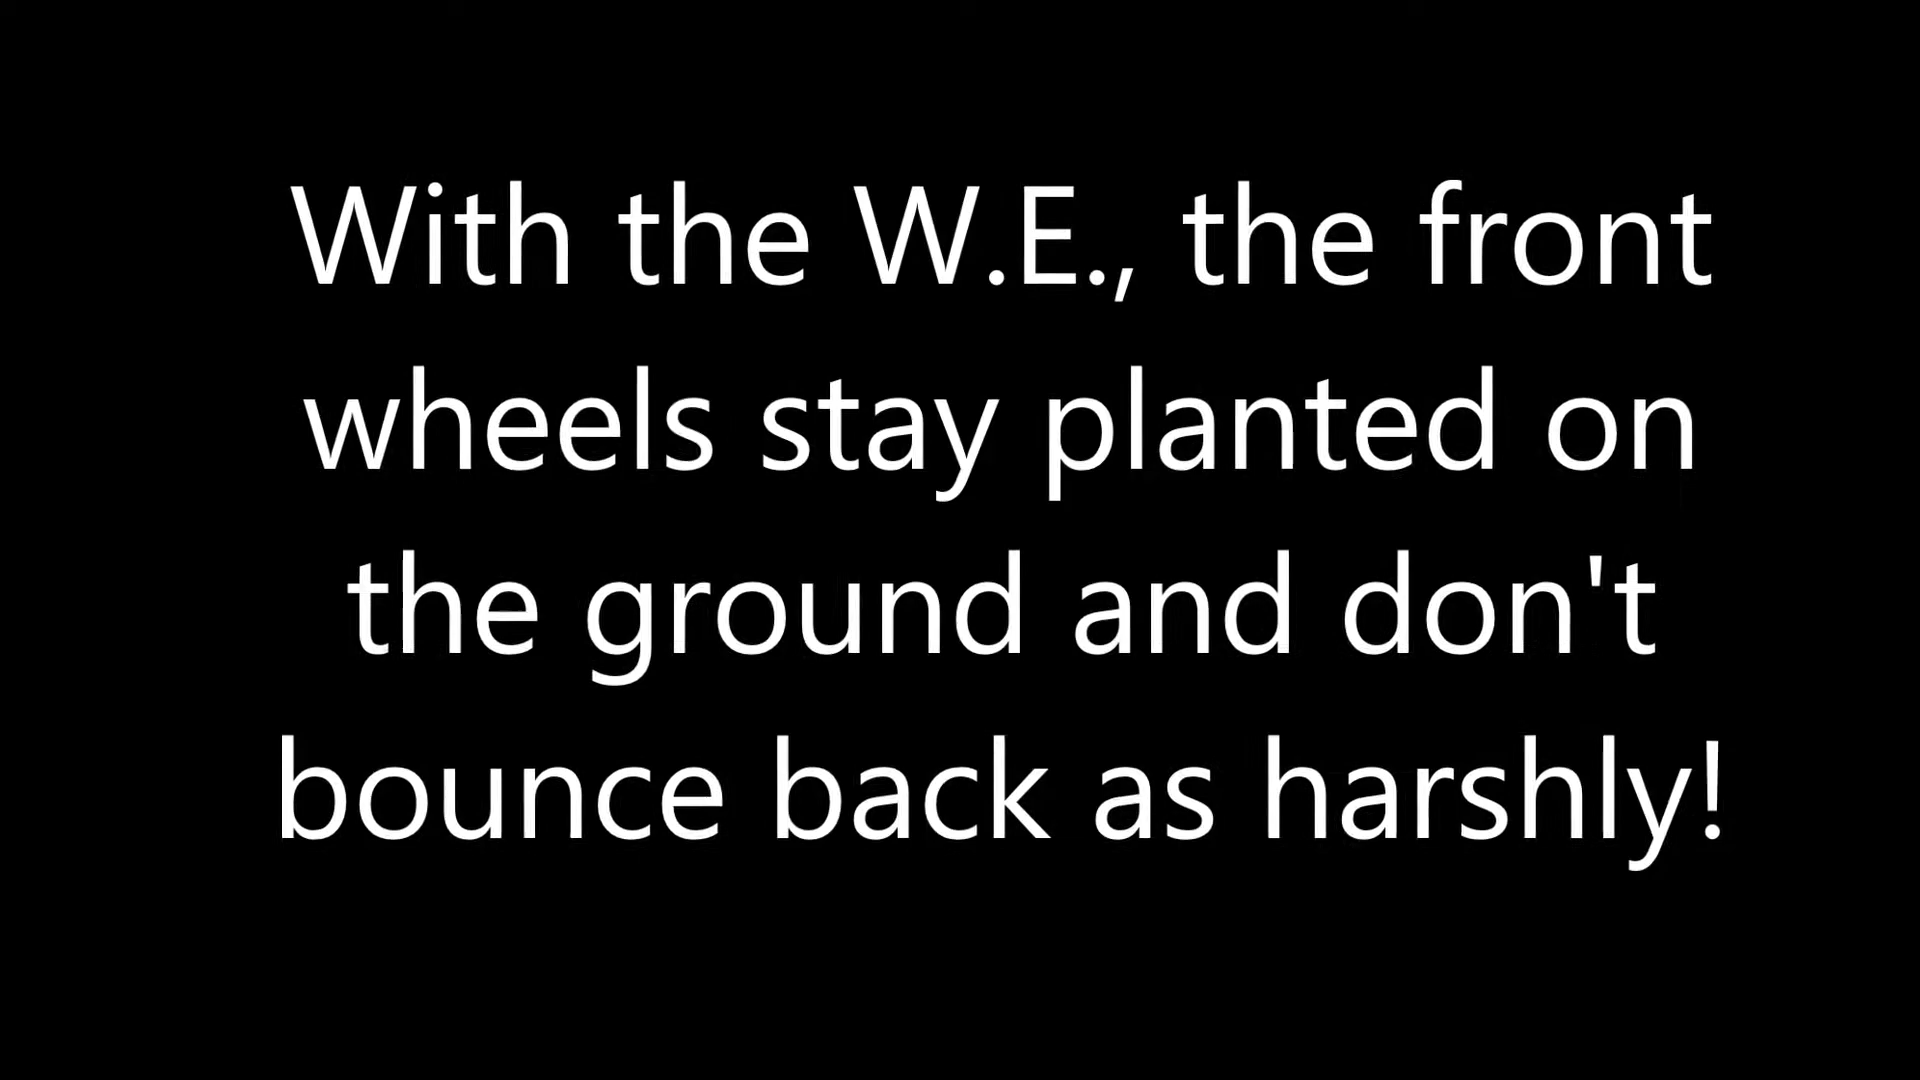 With the W.E., the front
wheels stay planted on
the ground and don't
bounce back as harshly!